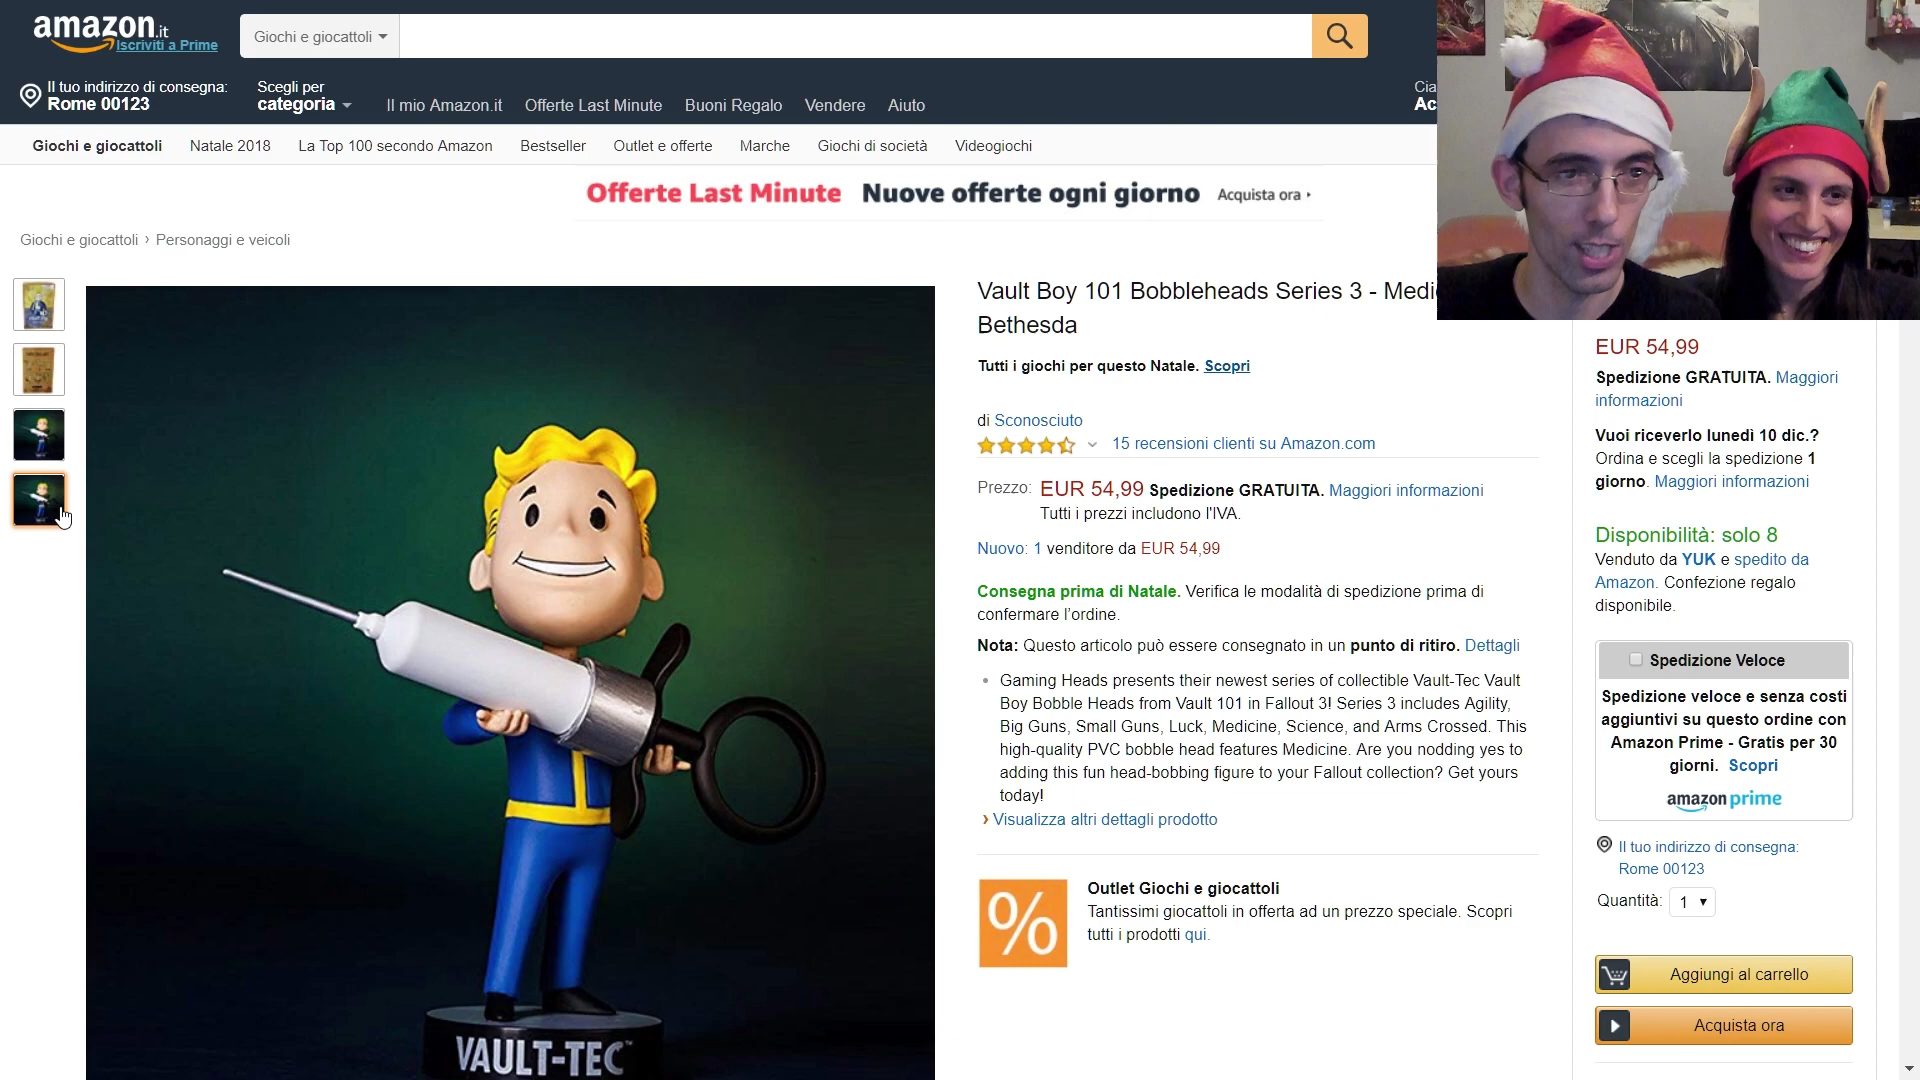 amazon.it
Iscriviti a Prime
Giochi e giocattoli
Il tuo indirizzo di consegna:
Rome 00123
Scegli per
categoria
Il mio Amazon.it
Offerte Last Minute
Buoni Regalo
Vendere
Aiuto
Cia
Ac
Giochi e giocattoli
Natale 2018
La Top 100 secondo Amazon
Bestseller
Outlet e offerte
Marche
Giochi di società
Videogiochi
Offerte Last Minute Nuove offerte ogni giorno Acquista ora
Giochi e giocattoli › Personaggi e veicoli
Vault Boy 101 Bobbleheads Series 3 - Medi
Bethesda
Tutti i giochi per questo Natale. Scopri
di Sconosciuto
15 recensioni clienti su Amazon.com
Prezzo: EUR 54,99 Spedizione GRATUITA. Maggiori informazioni
Tutti i prezzi includono l'IVA.
Nuovo: 1 venditore da EUR 54,99
Consegna prima di Natale. Verifica le modalità di spedizione prima di
confermare l'ordine.
Nota: Questo articolo può essere consegnato in un punto di ritiro. Dettagli
• Gaming Heads presents their newest series of collectible Vault-Tec Vault
Boy Bobble Heads from Vault 101 in Fallout 3! Series 3 includes Agility,
Big Guns, Small Guns, Luck, Medicine, Science, and Arms Crossed. This
high-quality PVC bobble head features Medicine. Are you nodding yes to
adding this fun head-bobbing figure to your Fallout collection? Get yours
today!
› Visualizza altri dettagli prodotto
%
Outlet Giochi e giocattoli
Tantissimi giocattoli in offerta ad un prezzo speciale. Scopri
tutti i prodotti qui.
VAULT-TEC™
EUR 54,99
Spedizione GRATUITA. Maggiori
informazioni
Vuoi riceverlo lunedì 10 dic.?
Ordina e scegli la spedizione 1
giorno. Maggiori informazioni
Disponibilità: solo 8
Venduto da YUK e spedito da
Amazon. Confezione regalo
disponibile.
Spedizione Veloce
Spedizione veloce e senza costi
aggiuntivi su questo ordine con
Amazon Prime - Gratis per 30
giorni. Scopri
amazon prime
Il tuo indirizzo di consegna:
Rome 00123
Quantità: 1
Aggiungi al carrello
Acquista ora